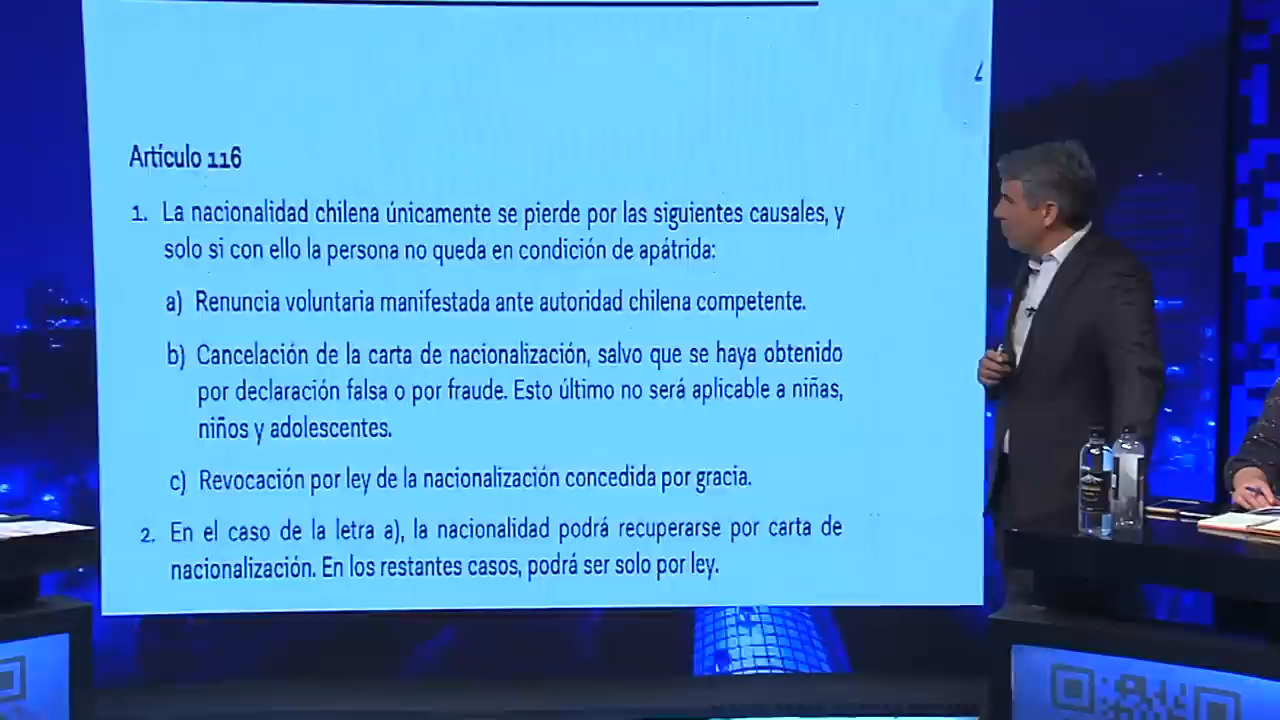 Artículo 116
1. La nacionalidad chilena únicamente se pierde por las siguientes causales, y
solo si con ello la persona no queda en condición de apátrida:
a) Renuncia voluntaria manifestada ante autoridad chilena competente.
b) Cancelación de la carta de nacionalización, salvo que se haya obtenido
por declaración falsa o por fraude. Esto último no será aplicable a niñas,
niños y adolescentes.
c) Revocación por ley de la nacionalización concedida por gracia.
2. En el caso de la letra a), la nacionalidad podrá recuperarse por carta de
nacionalización. En los restantes casos, podrá ser solo por ley.